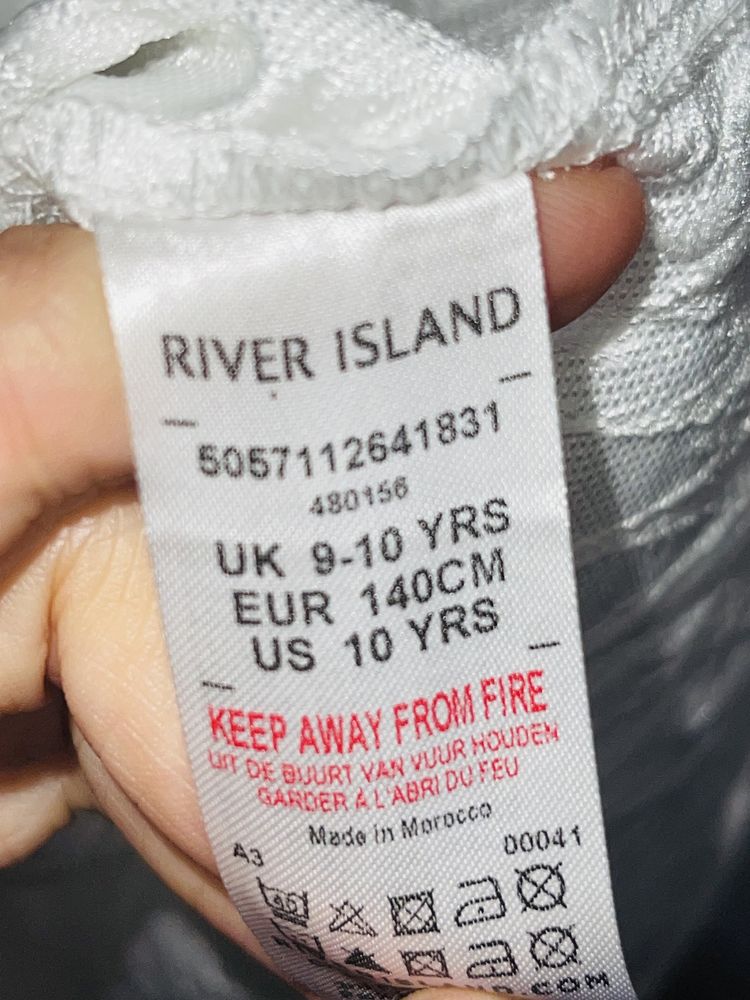 RIVER ISLAND
5057112641831
480156
UK 9-10 YRS
EUR 140CM
US 10 YRS
KEEP AWAY FROM FIRE
UIT DE BUURT VAN VUUR HOUDEN
GARDER À L'ABRI DU FEU
Made in Morocco
A3 00041